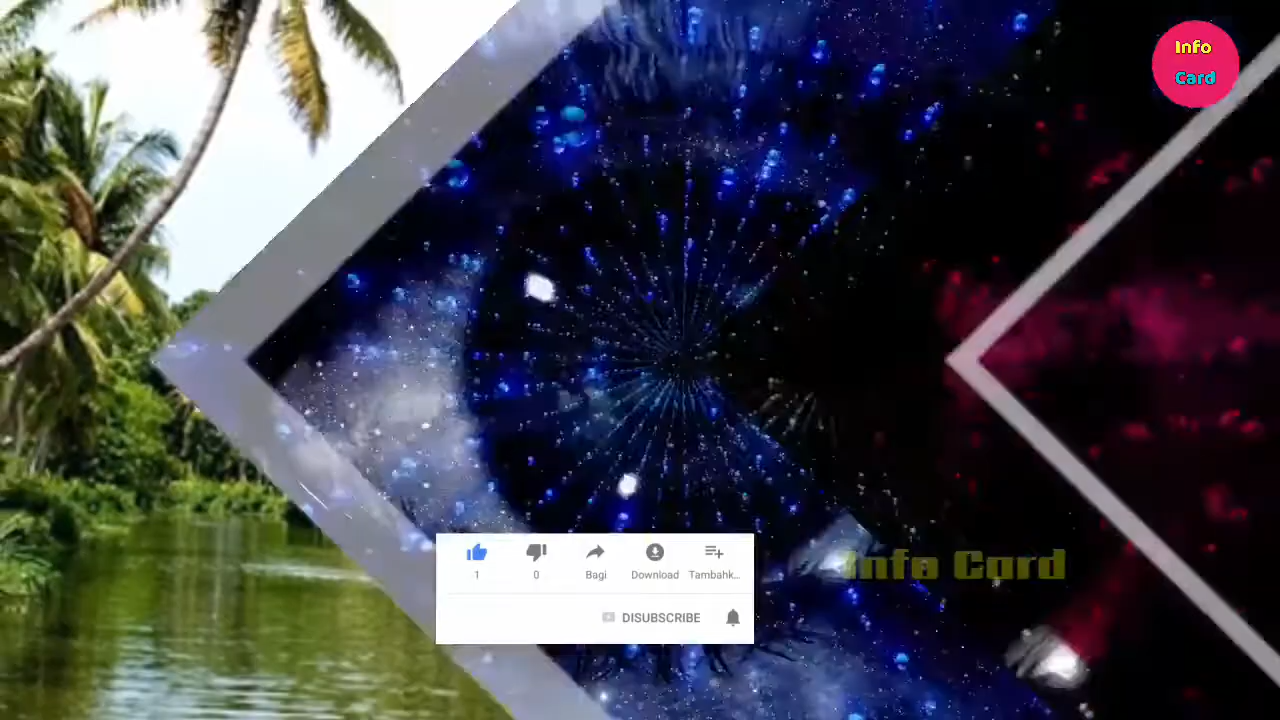 Info
Card
Info Card
1
0
Bagi
Download
Tambahk...
DISUBSCRIBE